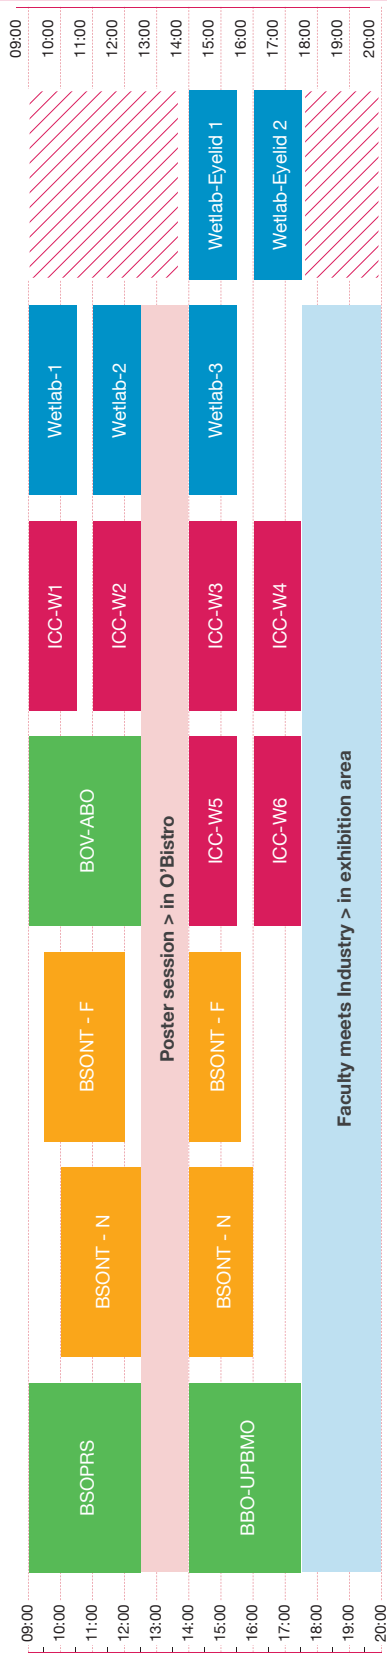 09:00
10:00
11:00
12:00
13:00
14:00
15:00
16:00
17:00
18:00
19:00
20:00
BSOPRS
BBO-UPBMO
BSONT - N
BSONT - N
BSONT - F
BSONT - F
BOV-ABO
ICC-W5
ICC-W6
ICC-W1
ICC-W2
ICC-W3
ICC-W4
Wetlab-1
Wetlab-2
Wetlab-3
Wetlab-Eyelid 1
Wetlab-Eyelid 2
Poster session > in O’Bistro
Faculty meets Industry > in exhibition area
09:00
10:00
11:00
12:00
13:00
14:00
15:00
16:00
17:00
18:00
19:00
20:00